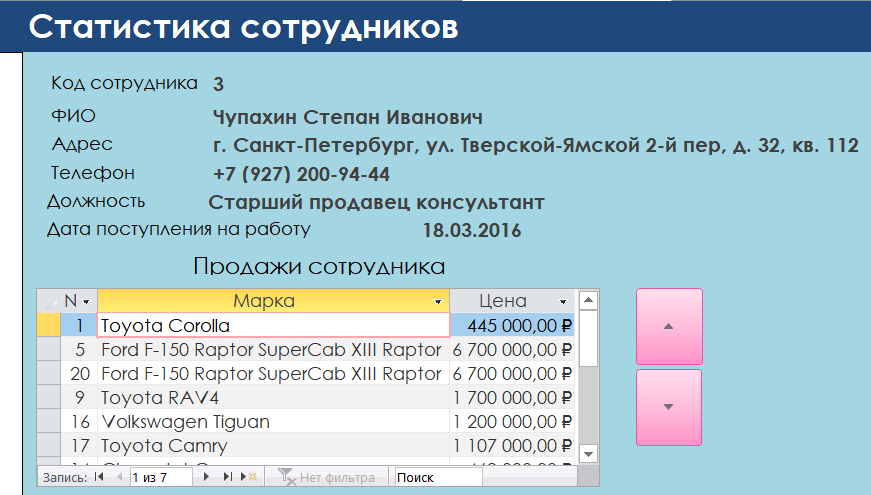 Статистика сотрудников
Код сотрудника 3
ФИО Чупахин Степан Иванович
Адрес г. Санкт-Петербург, ул. Тверской-Ямской 2-й пер, д. 32, кв. 112
Телефон +7 (927) 200-94-44
Должность Старший продавец консультант
Дата поступления на работу 18.03.2016
Продажи сотрудника
N Марка Цена
1 Toyota Corolla 445 000,00 ₽
5 Ford F-150 Raptor SuperCab XIII Raptor 6 700 000,00 ₽
20 Ford F-150 Raptor SuperCab XIII Raptor 6 700 000,00 ₽
9 Toyota RAV4 1 700 000,00 ₽
16 Volkswagen Tiguan 1 200 000,00 ₽
17 Toyota Camry 1 107 000,00 ₽
Запись: 1 из 7 Нет фильтра Поиск